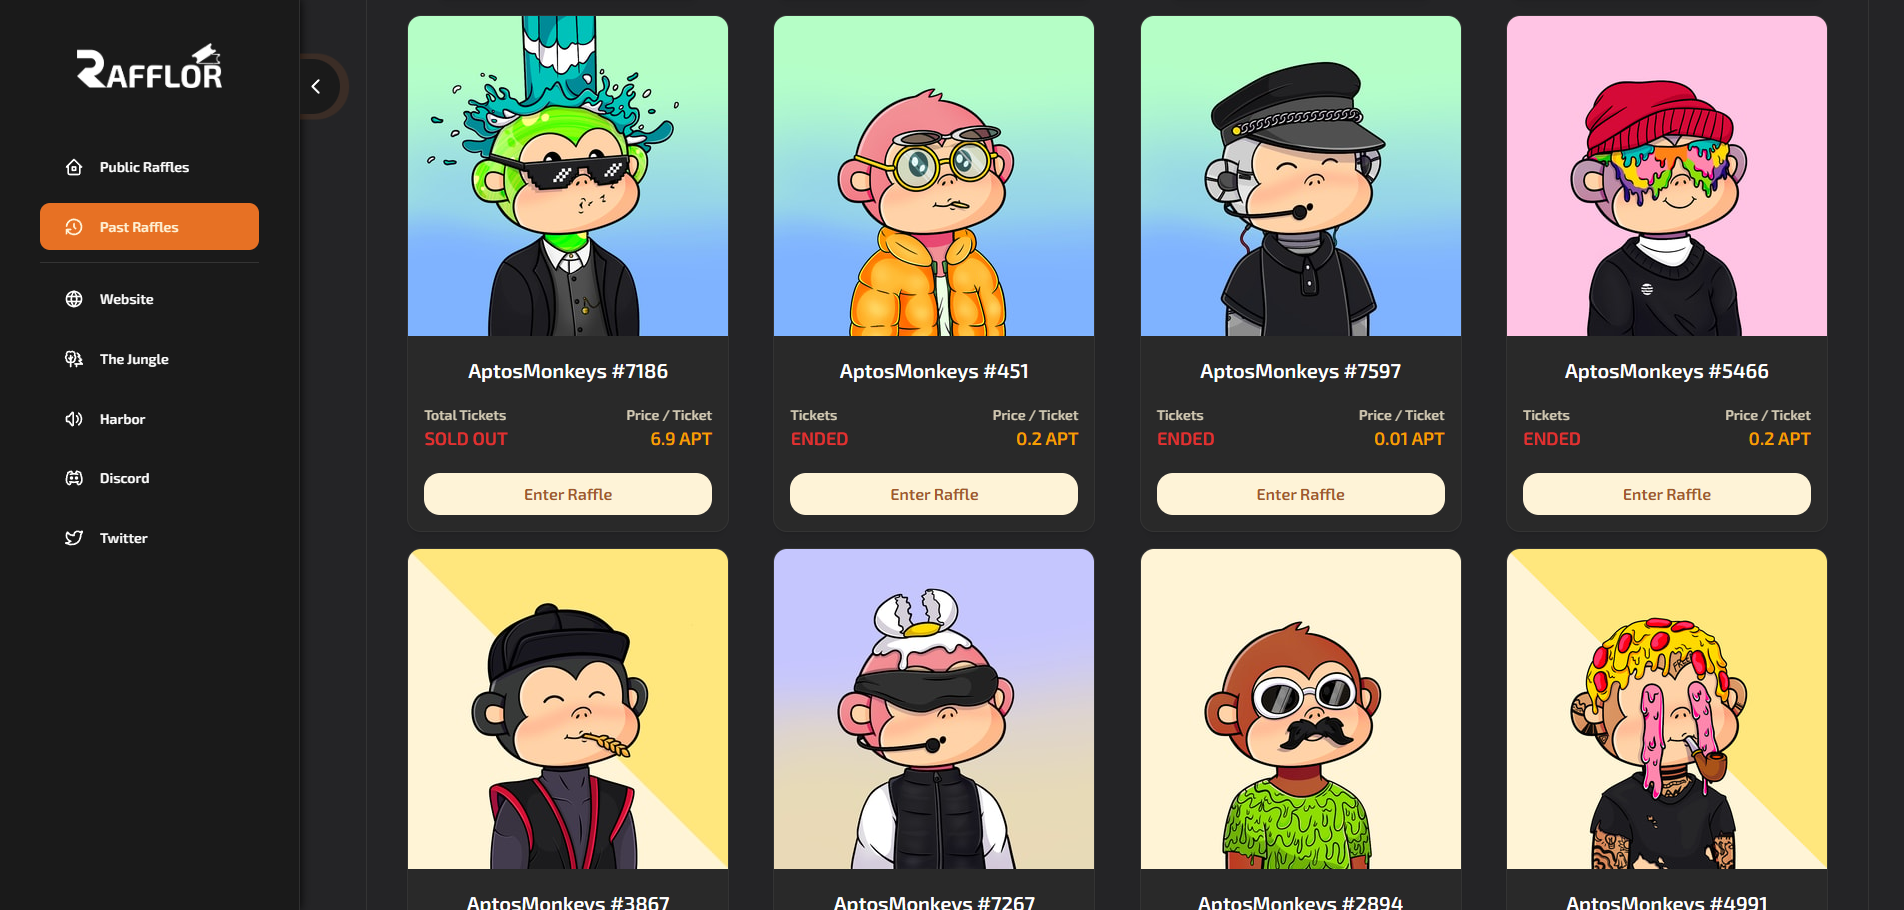 RAFFLOR
Public Raffles
Past Raffles
Website
The Jungle
Harbor
Discord
Twitter
AptosMonkeys #7186
Total Tickets
Price / Ticket
SOLD OUT
6.9 APT
Enter Raffle
AptosMonkeys #451
Tickets
Price / Ticket
ENDED
0.2 APT
Enter Raffle
AptosMonkeys #7597
Tickets
Price / Ticket
ENDED
0.01 APT
Enter Raffle
AptosMonkeys #5466
Tickets
Price / Ticket
ENDED
0.2 APT
Enter Raffle
AptosMonkeys #3867
AptosMonkeys #7267
AptosMonkeys #2894
AptosMonkeys #4991